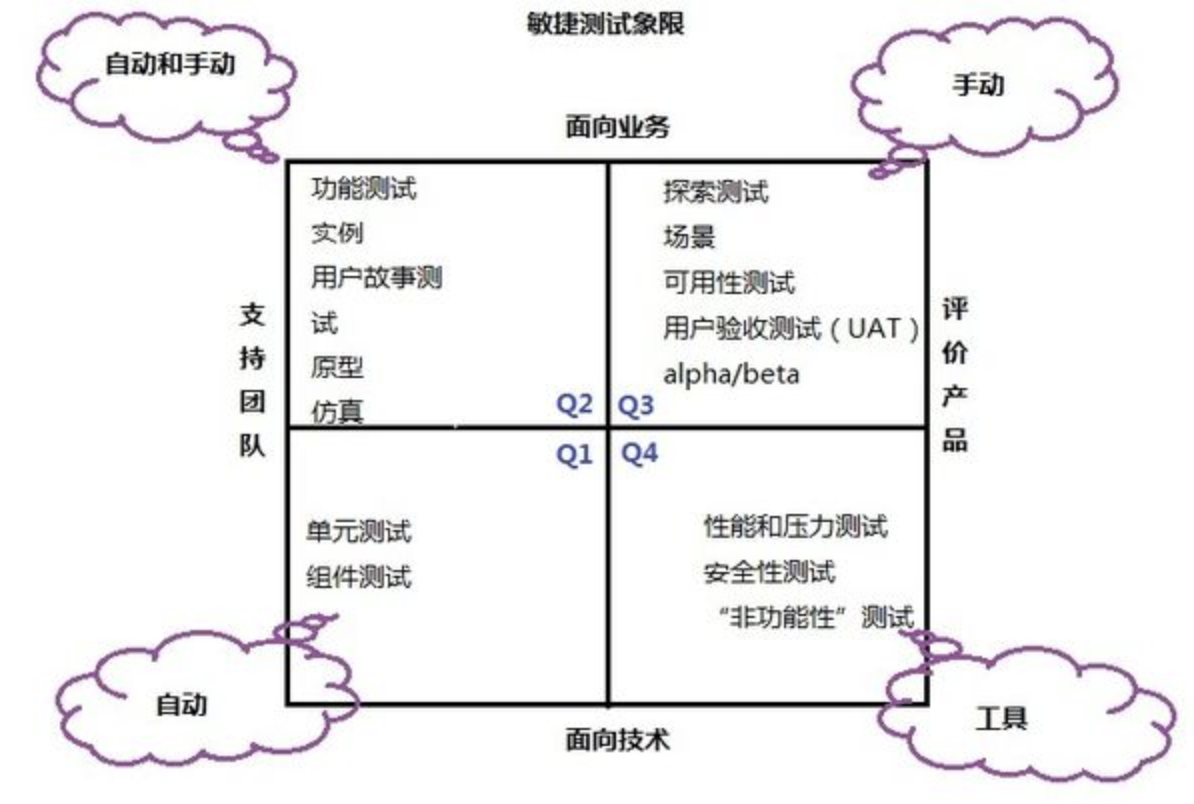 敏捷测试象限
自动和手动
手动
面向业务
功能测试
实例
用户故事测
试
原型
仿真
Q2
探索测试
场景
可用性测试
用户验收测试（UAT）
alpha/beta
Q3
支持团队
评价产品
Q1
单元测试
组件测试
Q4
性能和压力测试
安全性测试
“非功能性”测试
自动
工具
面向技术